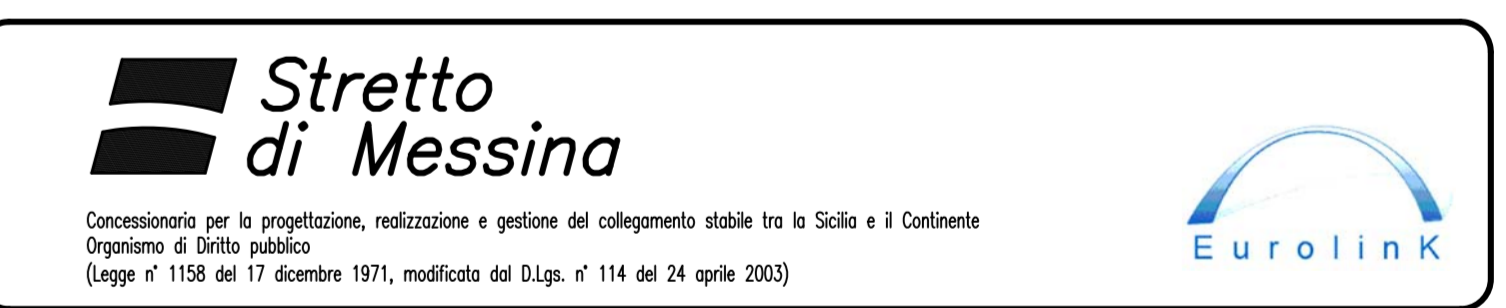 Stretto
di Messina
Concessionaria per la progettazione, realizzazione e gestione del collegamento stabile tra la Sicilia e il Continente
Organismo di Diritto pubblico
(Legge n° 1158 del 17 dicembre 1971, modificata dal D.Lgs. n° 114 del 24 aprile 2003)
EurolinK